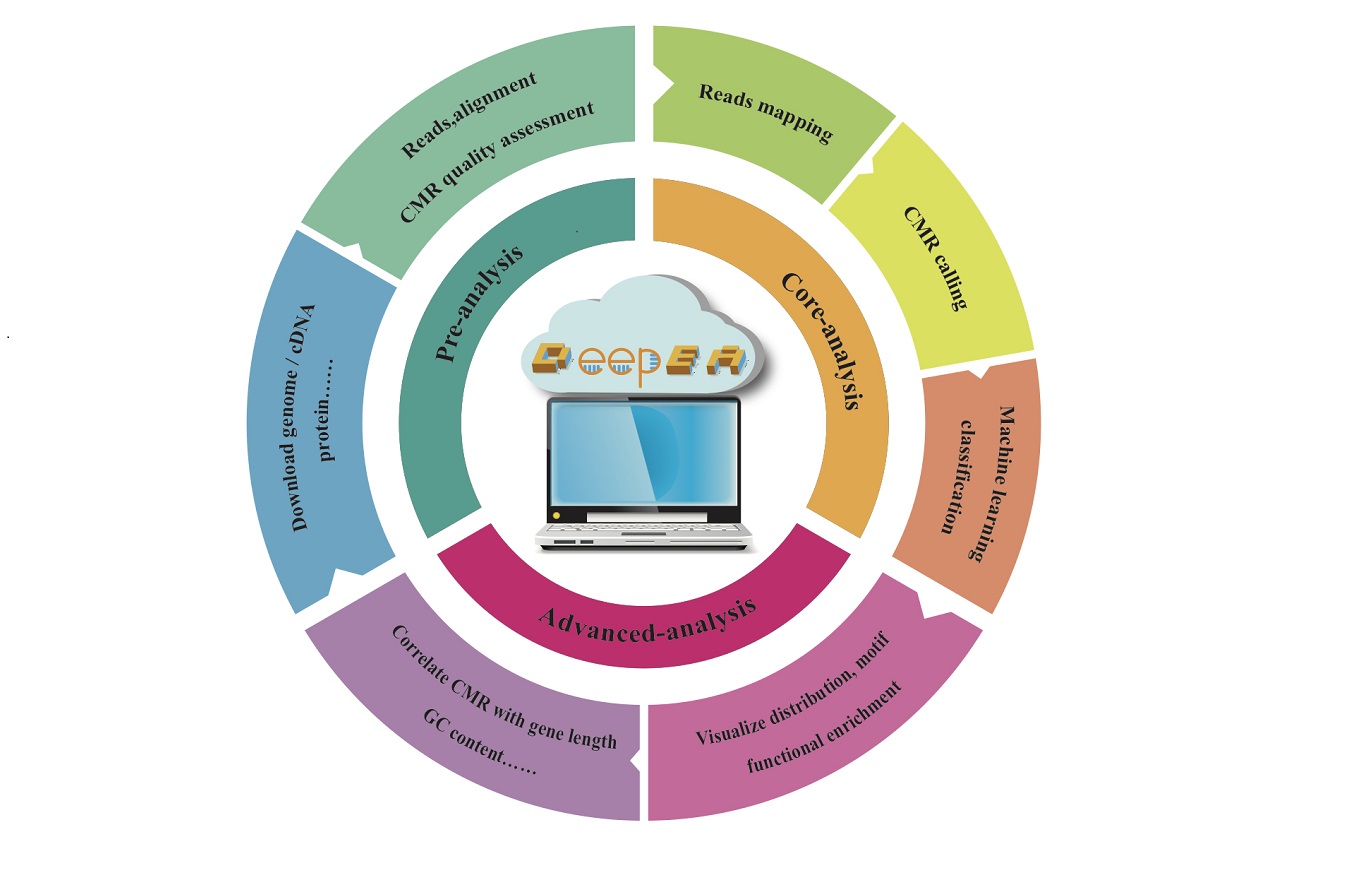 Reads,alignment
CMR quality assessment
Reads mapping
CMR calling
Machine learning
classification
Visualize distribution, motif
functional enrichment
Correlate CMR with gene length
GC content......
Download genome / cDNA
protein......
Pre-analysis
Core-analysis
Advanced-analysis